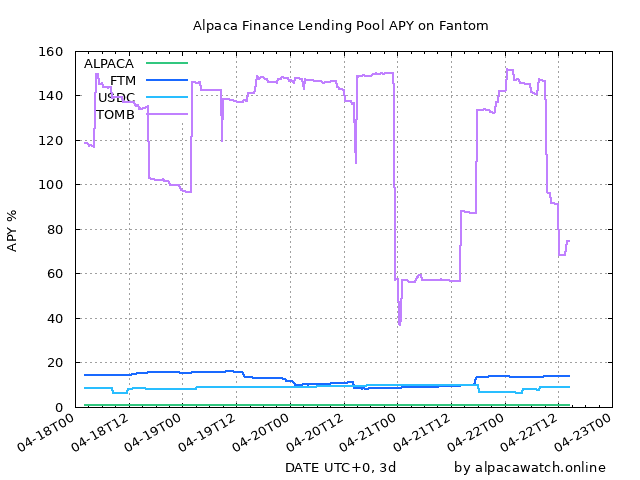 Alpaca Finance Lending Pool APY on Fantom
APY %
160
140
120
100
80
60
40
20
0
ALPACA
FTM
USDC
TOMB
04-18T00
04-18T12
04-19T00
04-19T12
04-20T00
04-20T12
04-21T00
04-21T12
04-22T00
04-22T12
04-23T00
DATE UTC+0, 3d
by alpacawatch.online